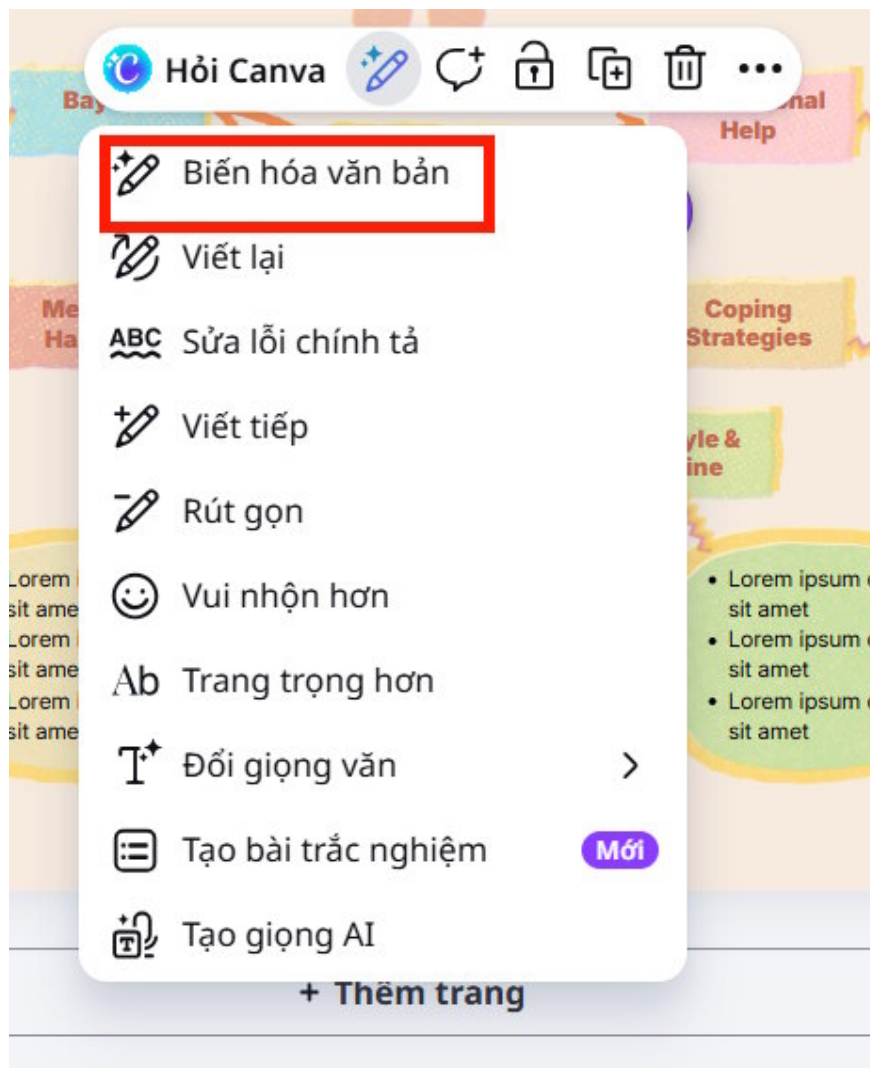 Hỏi Canva
Bay
nal
Help
Biến hóa văn bản
Viết lại
Me
Ha
Coping
Strategies
ABC Sửa lỗi chính tả
Viết tiếp
yle &
ine
Rút gọn
Lorem
sit ame
Lorem
sit ame
Lorem
sit ame
• Lorem ipsum
sit amet
• Lorem ipsum
sit amet
• Lorem ipsum
sit amet
Vui nhộn hơn
Ab Trang trọng hơn
T Đổi giọng văn
Tạo bài trắc nghiệm Mới
T Tạo giọng AI
+ Thêm trang